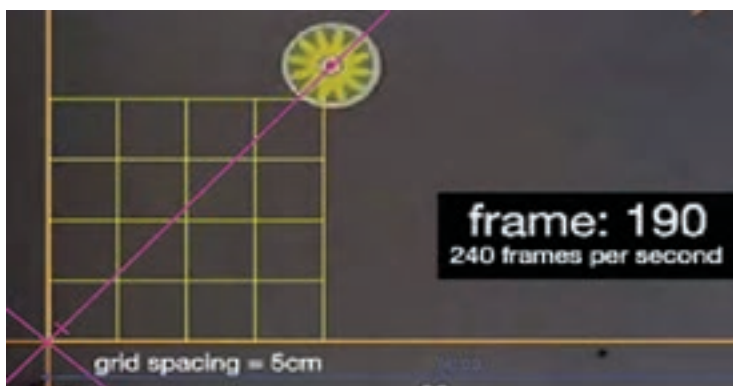 frame: 190
240 frames per second
grid spacing = 5cm